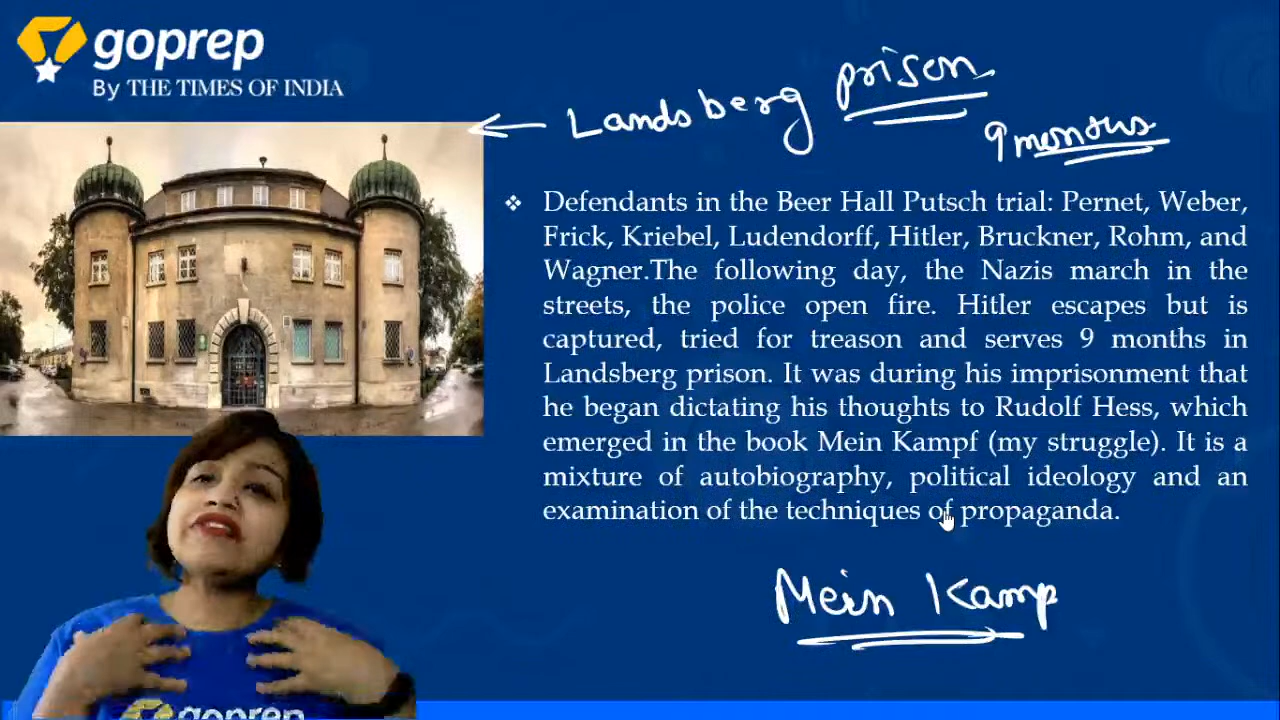 goprep
By THE TIMES OF INDIA
Landsberg prison
9 months
❖ Defendants in the Beer Hall Putsch trial: Pernet, Weber,
Frick, Kriebel, Ludendorff, Hitler, Bruckner, Rohm, and
Wagner.The following day, the Nazis march in the
streets, the police open fire. Hitler escapes but is
captured, tried for treason and serves 9 months in
Landsberg prison. It was during his imprisonment that
he began dictating his thoughts to Rudolf Hess, which
emerged in the book Mein Kampf (my struggle). It is a
mixture of autobiography, political ideology and an
examination of the techniques of propaganda.
Mein Kamp
goprep